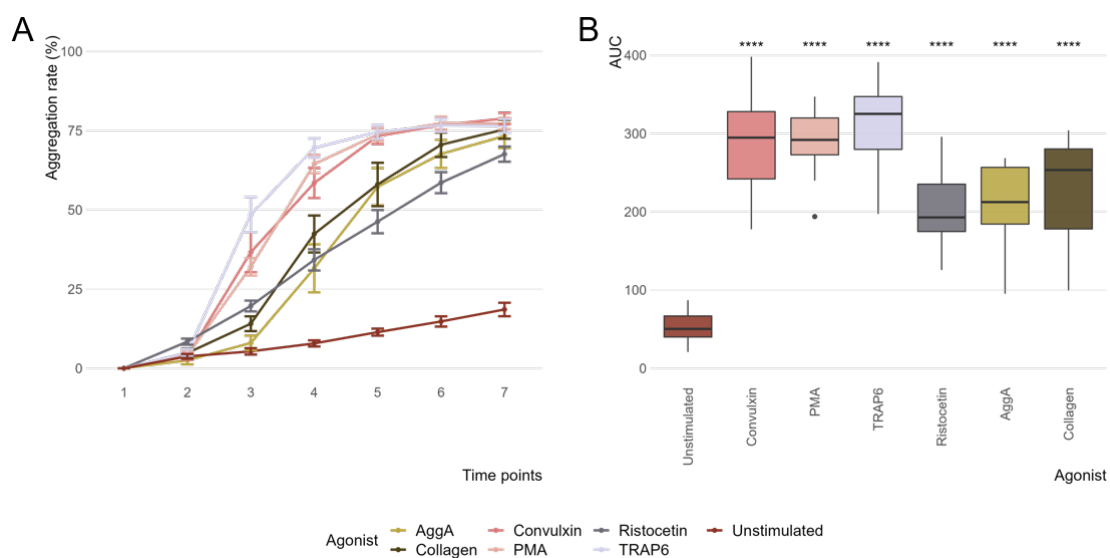 A
Aggregation rate (%)
100
75
50
25
0
1 2 3 4 5 6 7
Time points
B
AUC
**** **** **** **** **** ****
400
300
200
100
0
Unstimulated
Convulxin
PMA
TRAP6
Ristocetin
AggA
Collagen
Agonist
Agonist
AggA Convulxin Ristocetin Unstimulated
Collagen PMA TRAP6